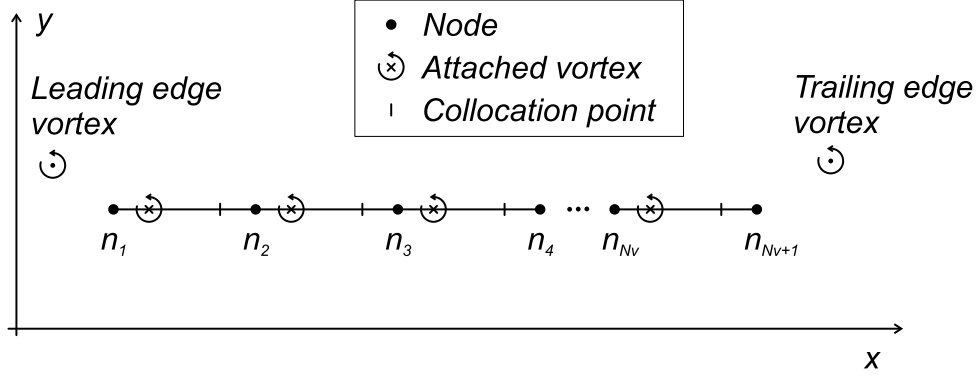 y
Node
Attached vortex
Collocation point
Leading edge
vortex
Trailing edge
vortex
...
n1 n2 n3 n4 nNv nNv+1
x